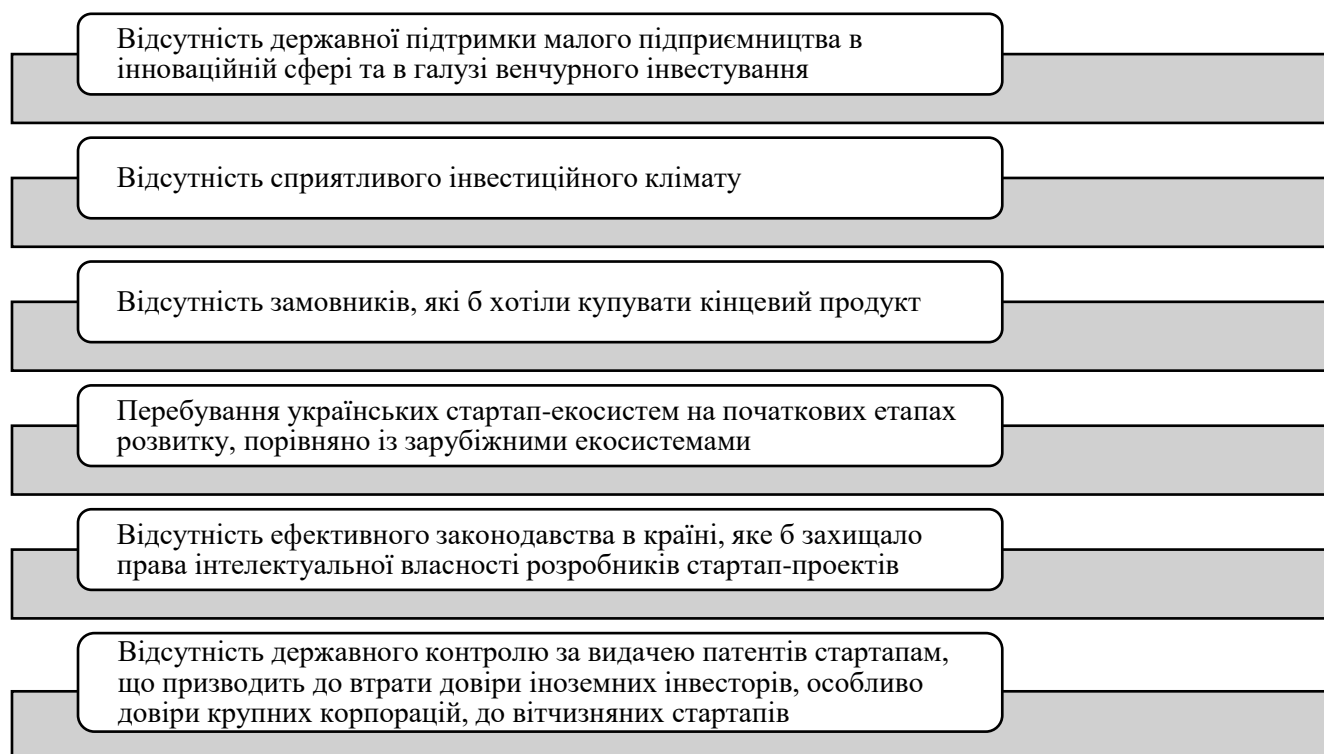 Відсутність державної підтримки малого підприємництва в
інноваційній сфері та в галузі венчурного інвестування
Відсутність сприятливого інвестиційного клімату
Відсутність замовників, які б хотіли купувати кінцевий продукт
Перебування українських стартап-екосистем на початкових етапах
розвитку, порівняно із зарубіжними екосистемами
Відсутність ефективного законодавства в країні, яке б захищало
права інтелектуальної власності розробників стартап-проектів
Відсутність державного контролю за видачею патентів стартапам,
що призводить до втрати довіри іноземних інвесторів, особливо
довіри крупних корпорацій, до вітчизняних стартапів